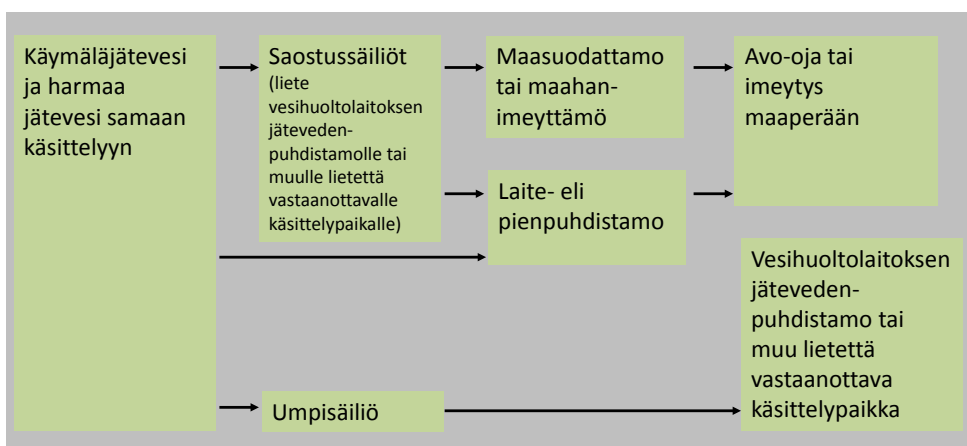 Käymäläjätevesi
ja harmaa
jätevesi samaan
käsittelyyn
Saostussäiliöt
(liete
vesihuoltolaitoksen
jäteveden-
puhdistamolle tai
muulle lietettä
vastaanottavalle
käsittelypaikalle)
Maasuodattamo
tai maahan-
imeyttämö
Avo-oja tai
imeytys
maaperään
Laite- eli
pienpuhdistamo
Vesihuoltolaitoksen
jäteveden-
puhdistamo tai
muu lietettä
vastaanottava
käsittelypaikka
Umpisäiliö